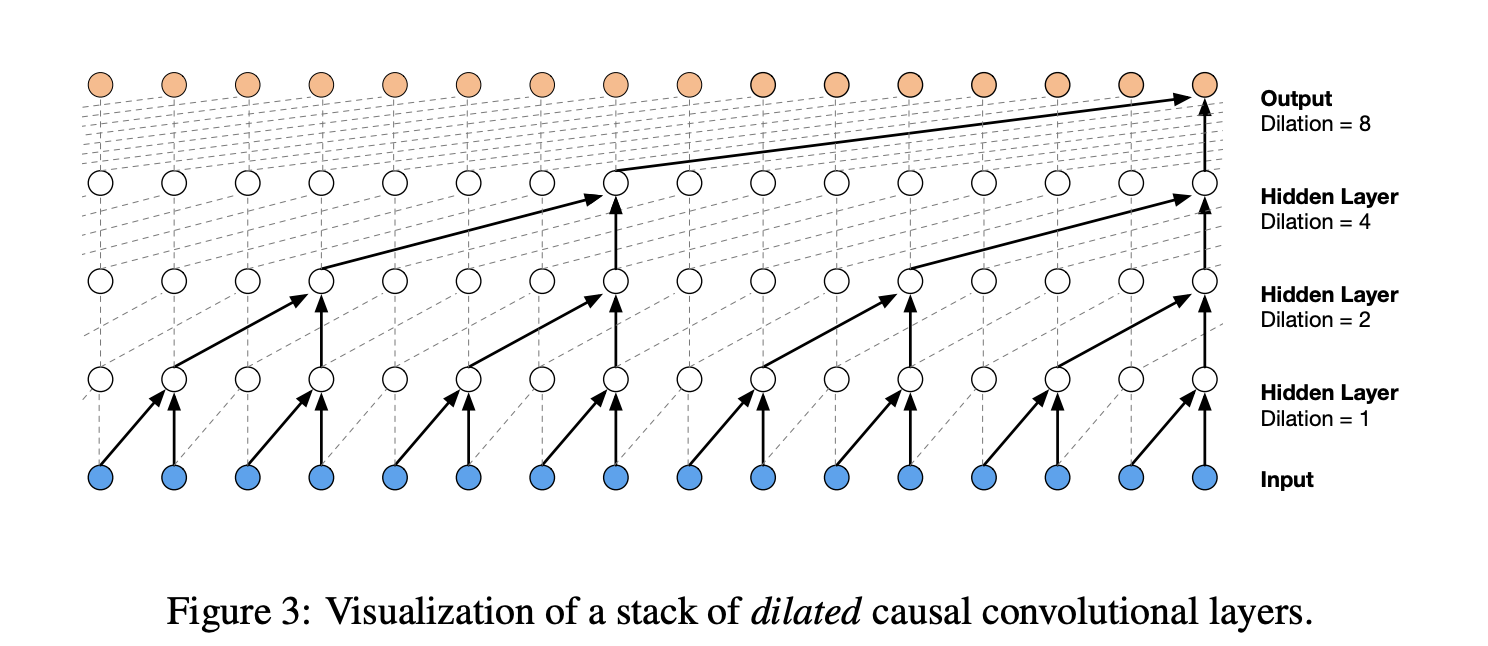 Output
Dilation = 8
Hidden Layer
Dilation = 4
Hidden Layer
Dilation = 2
Hidden Layer
Dilation = 1
Input
Figure 3: Visualization of a stack of dilated causal convolutional layers.